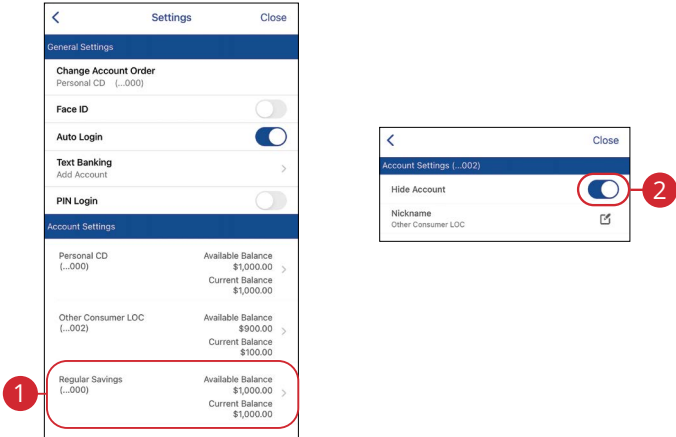 Settings Close
General Settings
Change Account Order
Personal CD (...000)
Face ID
Auto Login
Text Banking
Add Account
PIN Login
Account Settings
Personal CD Available Balance
(...000) $1,000.00
Current Balance
$1,000.00
Other Consumer LOC Available Balance
(...002) $900.00
Current Balance
$100.00
Regular Savings Available Balance
(...000) $1,000.00
Current Balance
$1,000.00
1
Close
Account Settings (...002)
Hide Account
2
Nickname
Other Consumer LOC